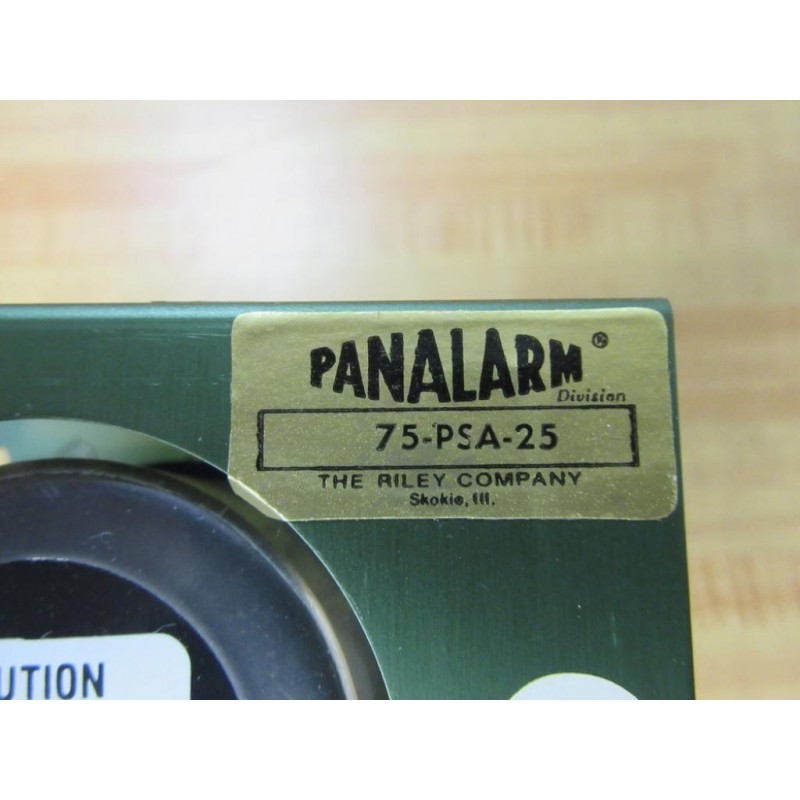 PANALARM®
Division
75-PSA-25
THE RILEY COMPANY
Skokie, Ill.
UTION